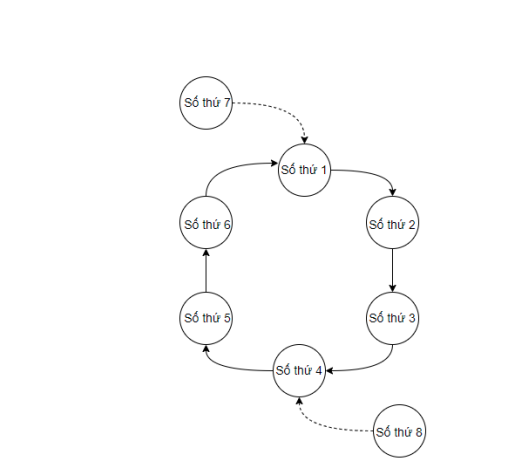 Số thứ 7
Số thứ 1
Số thứ 6
Số thứ 2
Số thứ 5
Số thứ 3
Số thứ 4
Số thứ 8